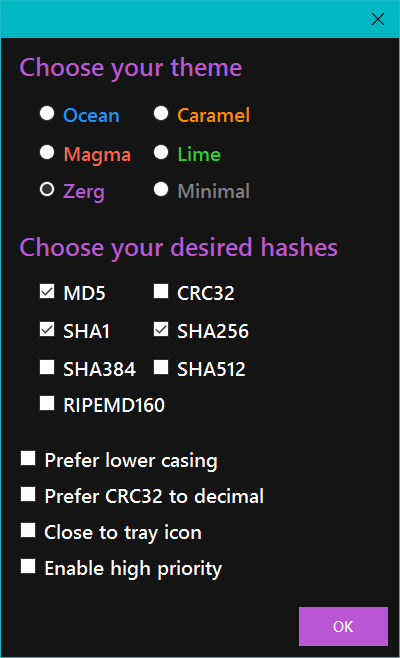 Choose your theme
Ocean Caramel
Magma Lime
Zerg Minimal
Choose your desired hashes
MD5 CRC32
SHA1 SHA256
SHA384 SHA512
RIPEMD160
Prefer lower casing
Prefer CRC32 to decimal
Close to tray icon
Enable high priority
OK